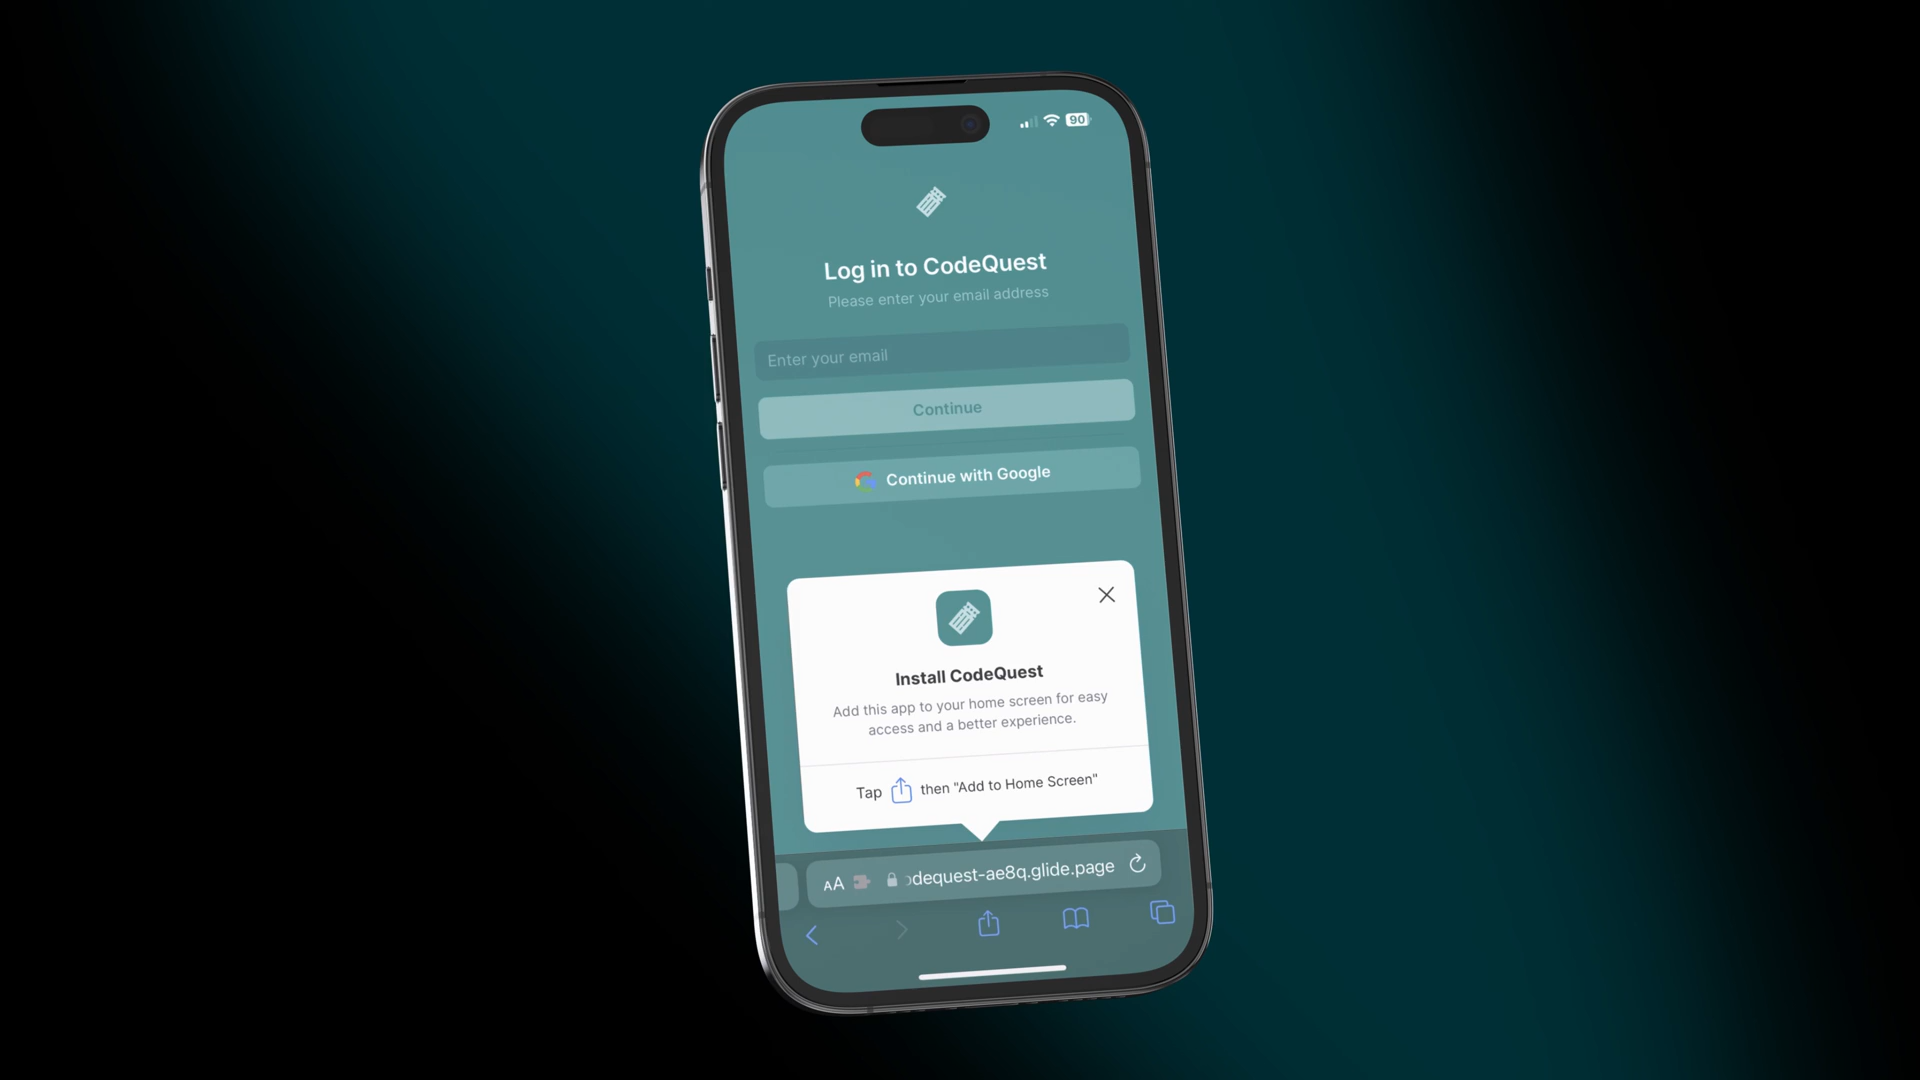 90
Log in to CodeQuest
Please enter your email address
Enter your email
Continue
Continue with Google
Install CodeQuest
Add this app to your home screen for easy
access and a better experience.
Tap then "Add to Home Screen"
AA odequest-ae8q.glide.page